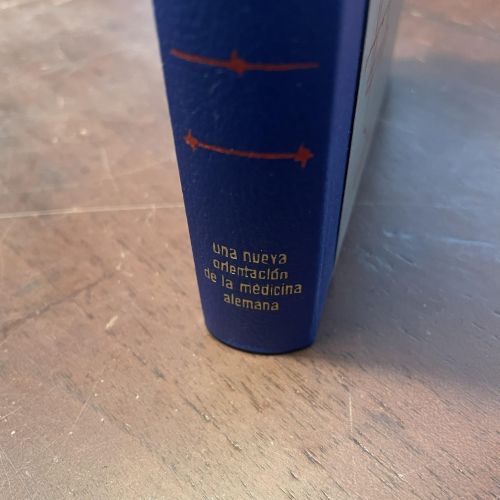 una nueva
orientación
de la medicina
alemana